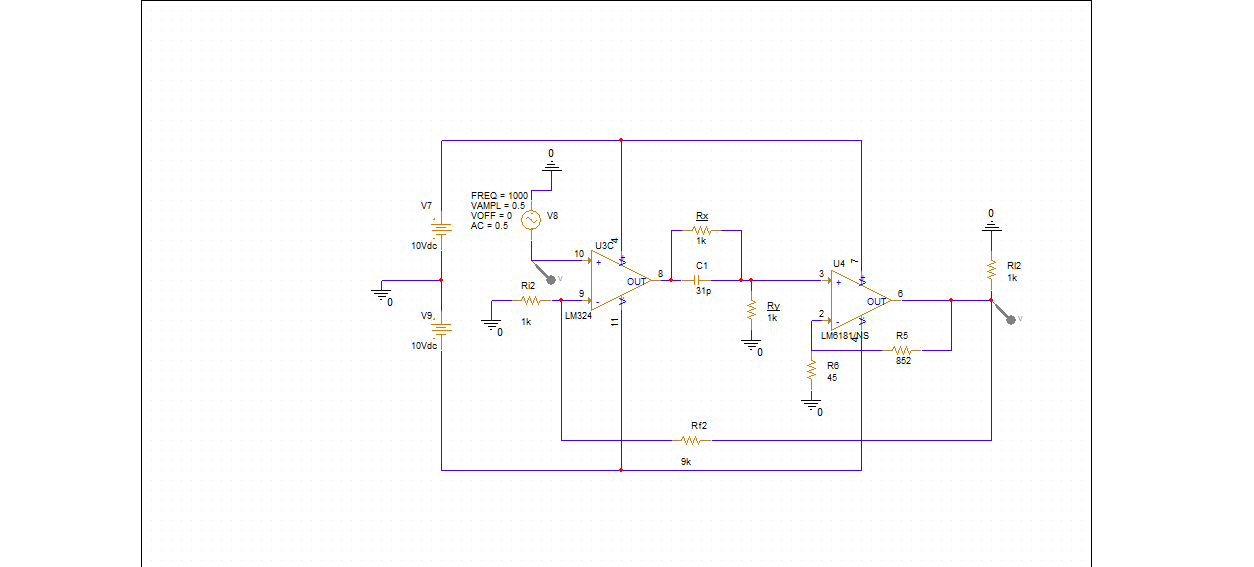 0
FREQ = 1000
VAMPL = 0.5
VOFF = 0
AC = 0.5
V8
V7
10Vdc
0
V9
10Vdc
U3C
4
10
+
9
-
OUT
8
11
LM324
V
Ri2
1k
0
Rx
1k
C1
31p
Ry
1k
0
U4
7
3
+
2
-
OUT
6
LM6181/NS
R5
852
R6
45
0
0
Rl2
1k
V
Rf2
9k